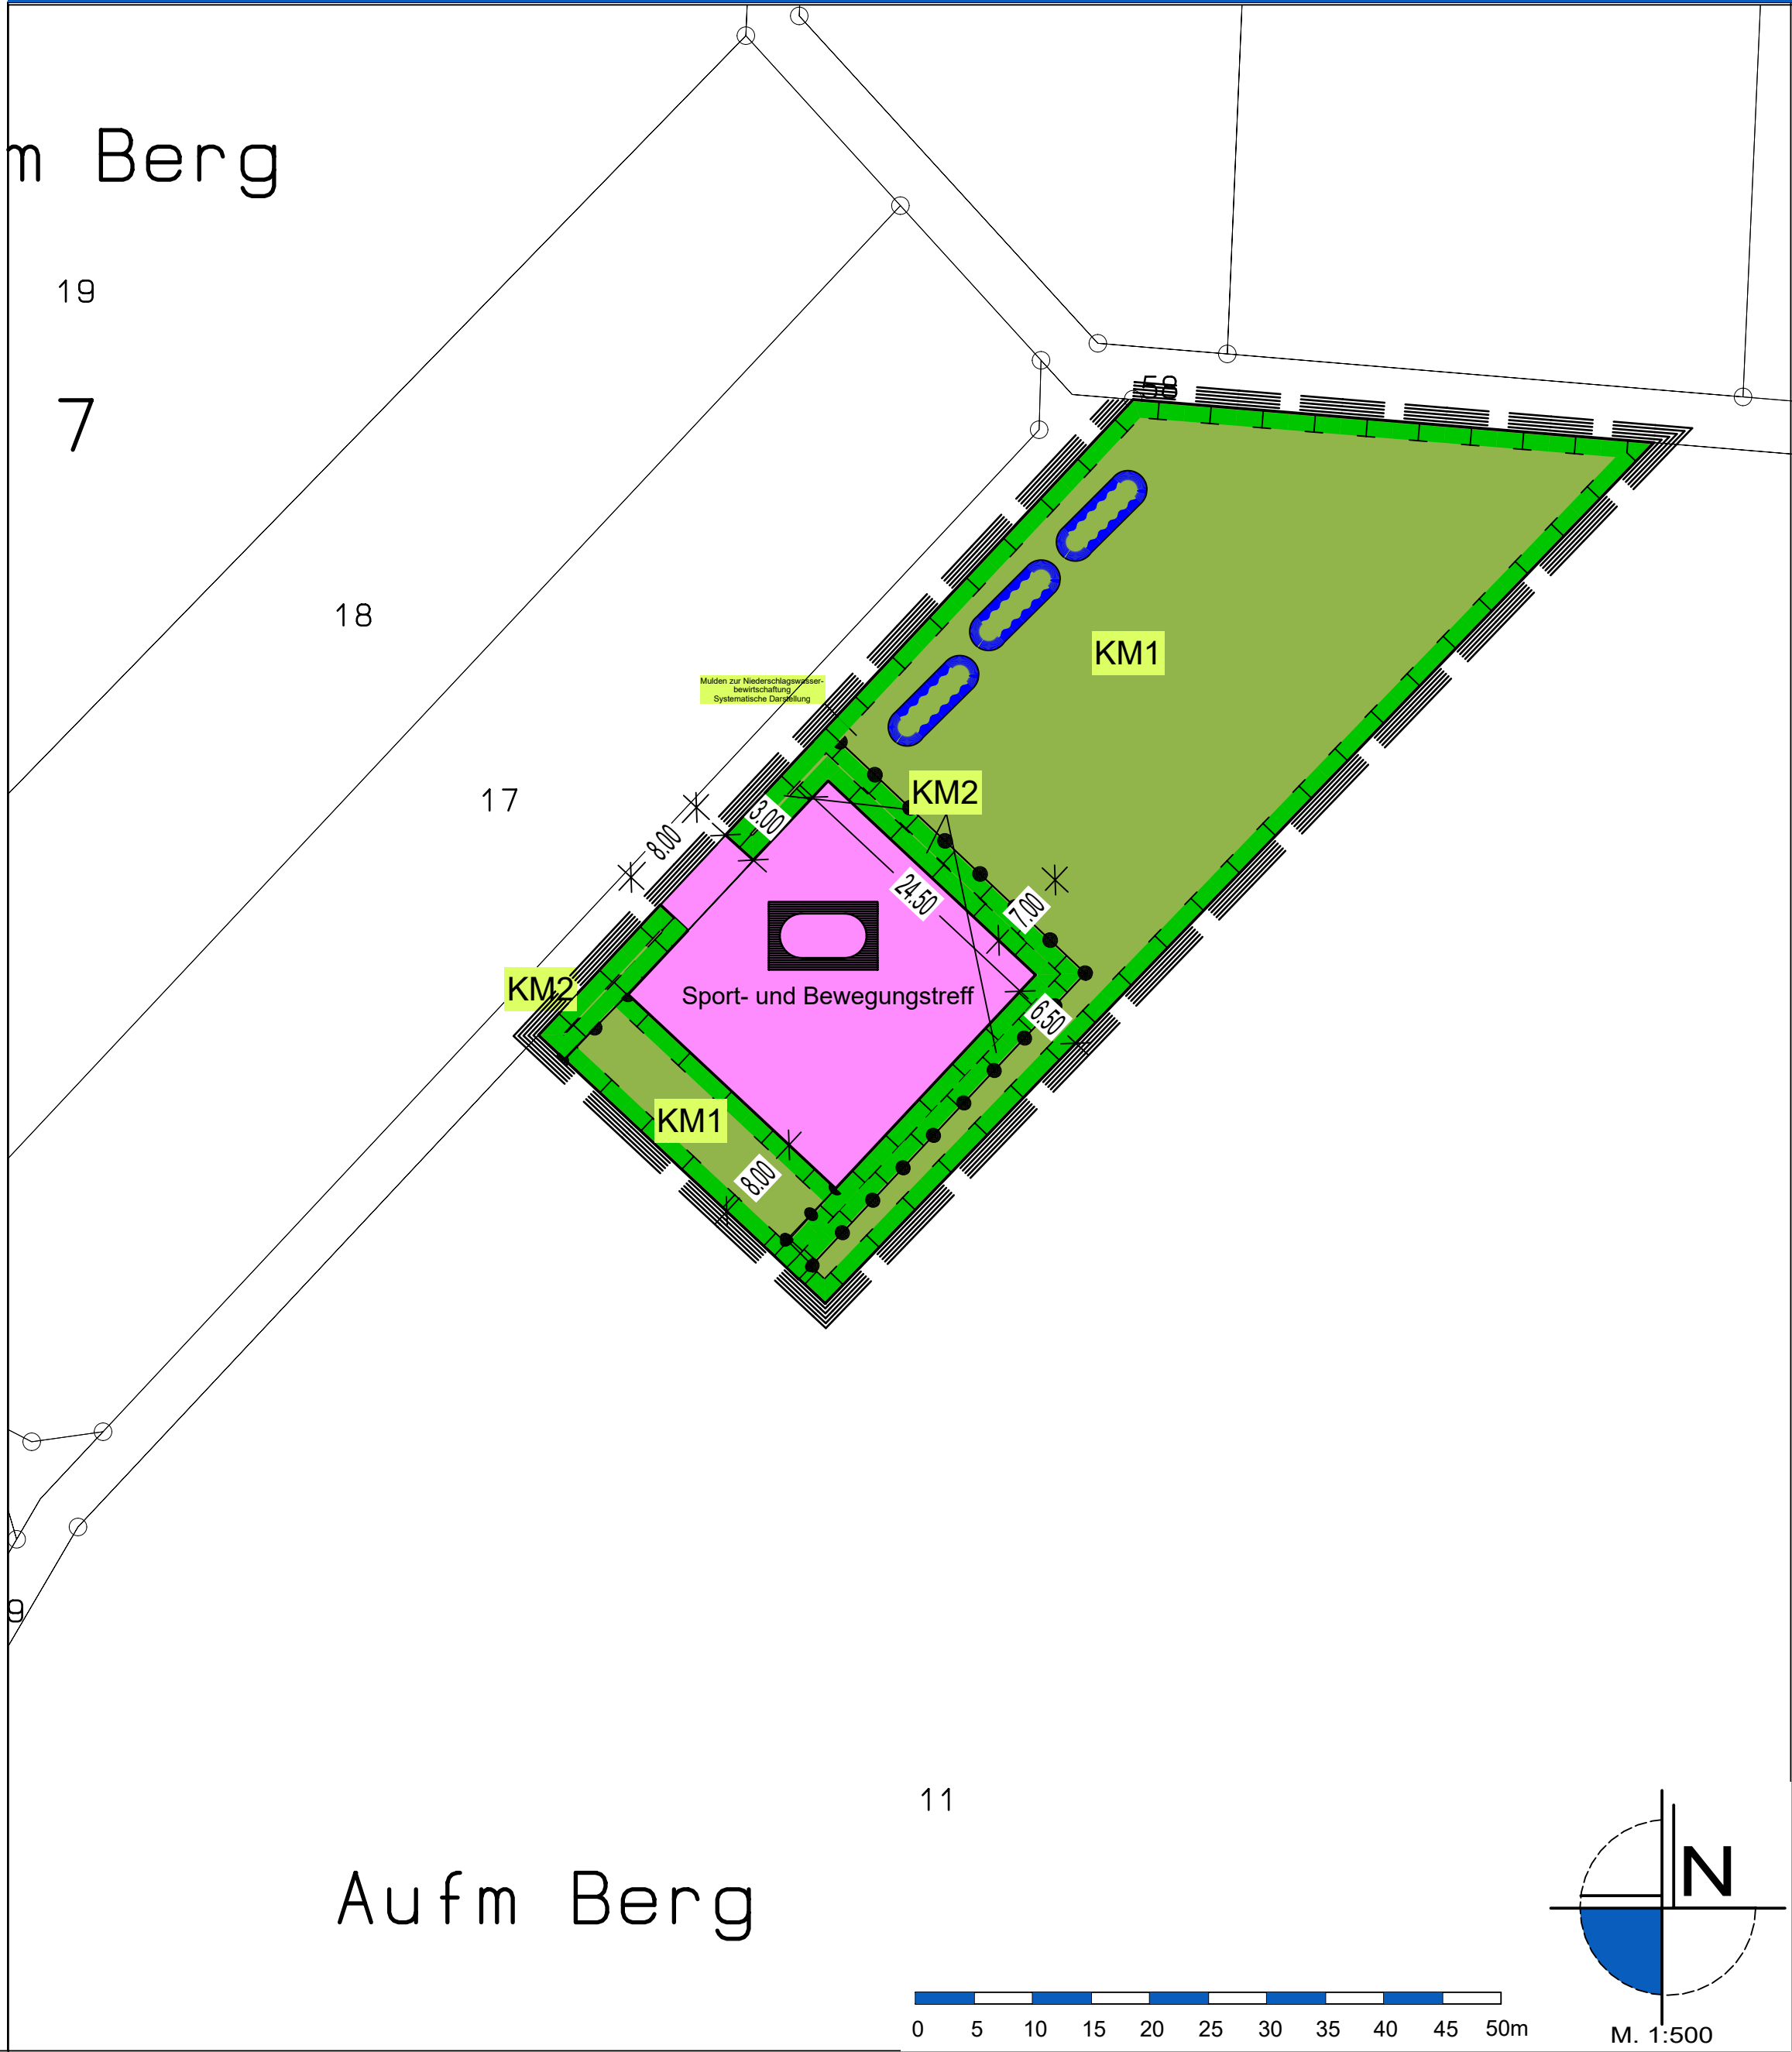 m Berg
19
58
7
18
KM1
Mulden zur Niederschlagswasser-
bewirtschaftung
Systematische Darstellung
17
KM2
3.00
8.00
24.50
7.00
KM2
Sport- und Bewegungstreff
6.50
KM1
8.00
9
11
Aufm Berg
N
0 5 10 15 20 25 30 35 40 45 50m
M. 1:500